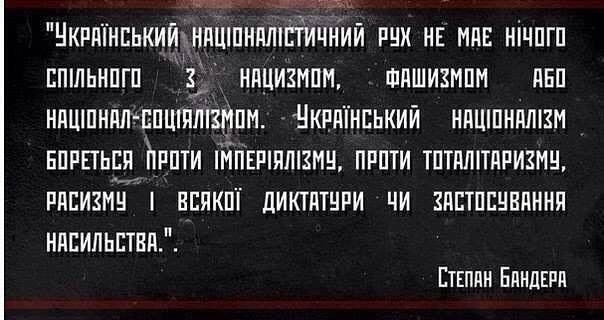 "Український націоналістичний рух не має нічого
спільного з нацизмом, фашизмом або
націонал-соціялізмом. Український націоналізм
бореться проти імперіялізму, проти тоталітаризму,
расизму і всякої диктатури чи застосування
насильства.".
Степан Бандера